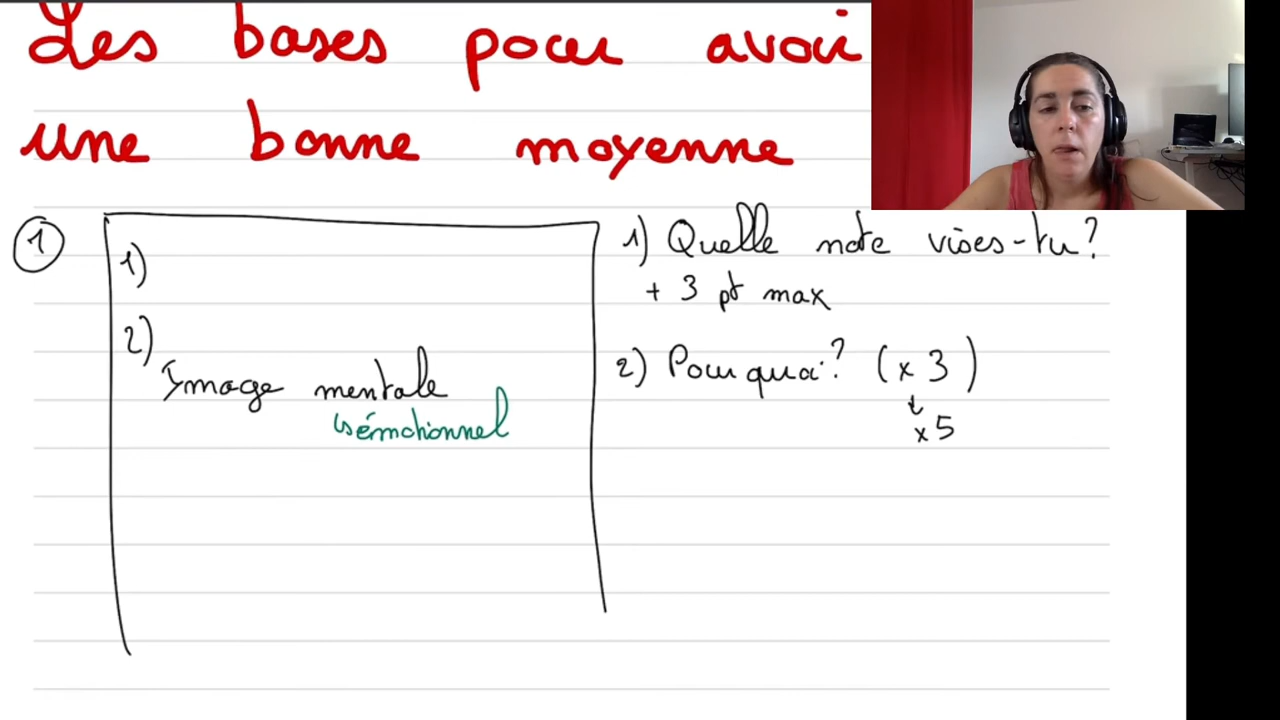 Les bases pour avoir
une bonne moyenne
1
1)
2)
Image mentale
↳ émotionnel
1) Quelle note vises-tu?
+ 3 pt max
2) Pourquoi? (x 3)
↓
x 5